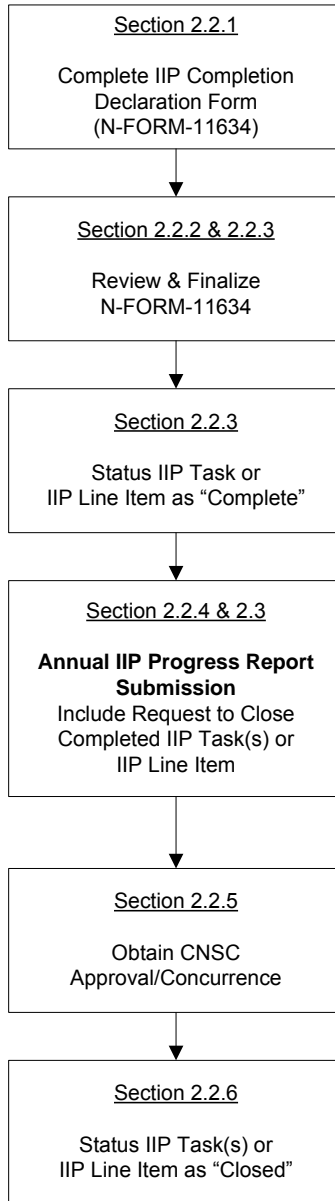 Section 2.2.1
Complete IIP Completion
Declaration Form
(N-FORM-11634)
Section 2.2.2 & 2.2.3
Review & Finalize
N-FORM-11634
Section 2.2.3
Status IIP Task or
IIP Line Item as “Complete”
Section 2.2.4 & 2.3
Annual IIP Progress Report
Submission
Include Request to Close
Completed IIP Task(s) or
IIP Line Item
Section 2.2.5
Obtain CNSC
Approval/Concurrence
Section 2.2.6
Status IIP Task(s) or
IIP Line Item as “Closed”